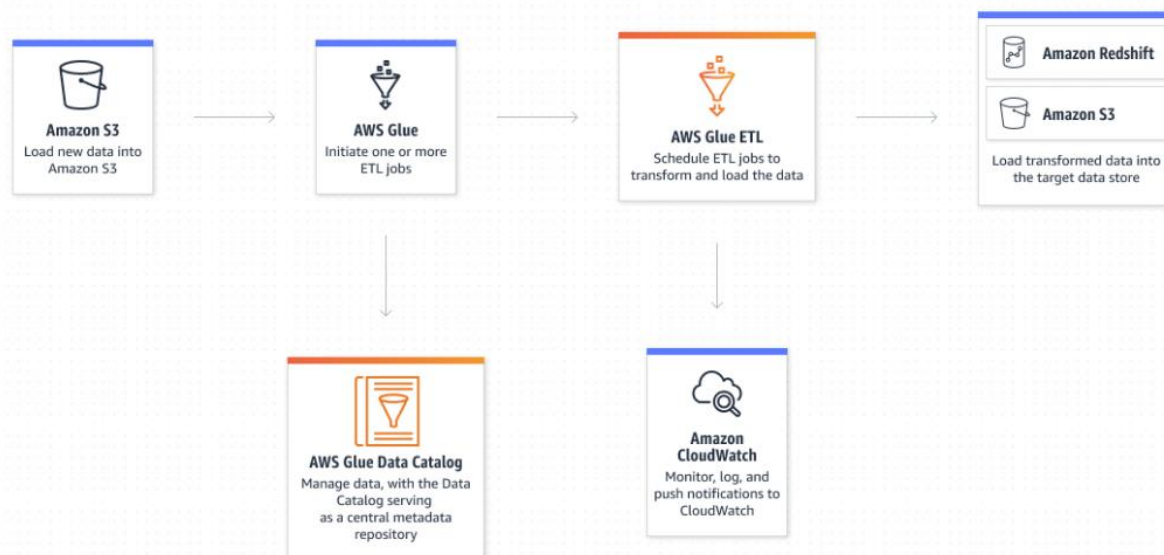 Amazon S3
Load new data into
Amazon S3
AWS Glue
Initiate one or more
ETL jobs
AWS Glue ETL
Schedule ETL jobs to
transform and load the data
Amazon Redshift
Amazon S3
Load transformed data into
the target data store
AWS Glue Data Catalog
Manage data, with the Data
Catalog serving
as a central metadata
repository
Amazon
CloudWatch
Monitor, log, and
push notifications to
CloudWatch